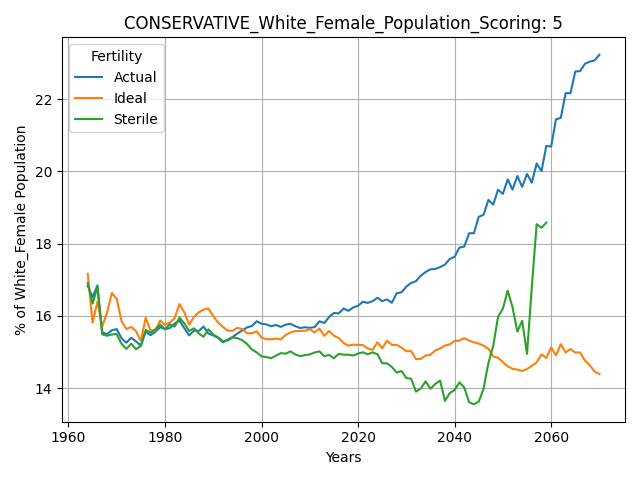 CONSERVATIVE_White_Female_Population_Scoring: 5
Fertility
Actual
Ideal
Sterile
% of White_Female Population
22
20
18
16
14
1960 1980 2000 2020 2040 2060
Years